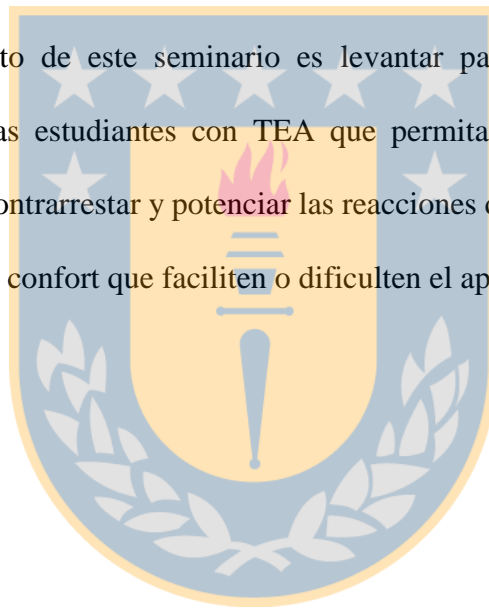 to de este seminario es levantar pa
as estudiantes con TEA que permita
ontrarrestar y potenciar las reacciones
confort que faciliten o dificulten el ap